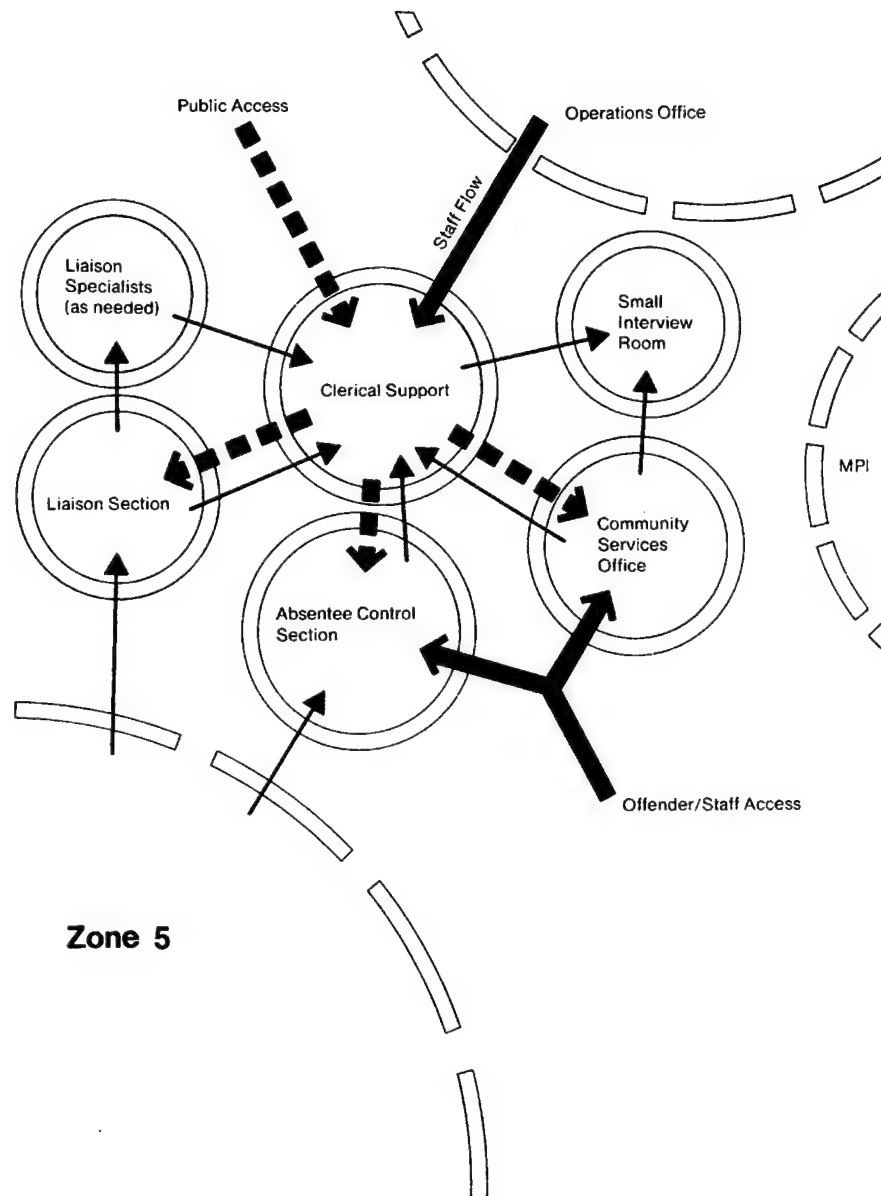 Public Access
Operations Office
Staff Flow
Liaison
Specialists
(as needed)
Small
Interview
Room
Clerical Support
MPI
Liaison Section
Community
Services
Office
Absentee Control
Section
Offender/Staff Access
Zone 5